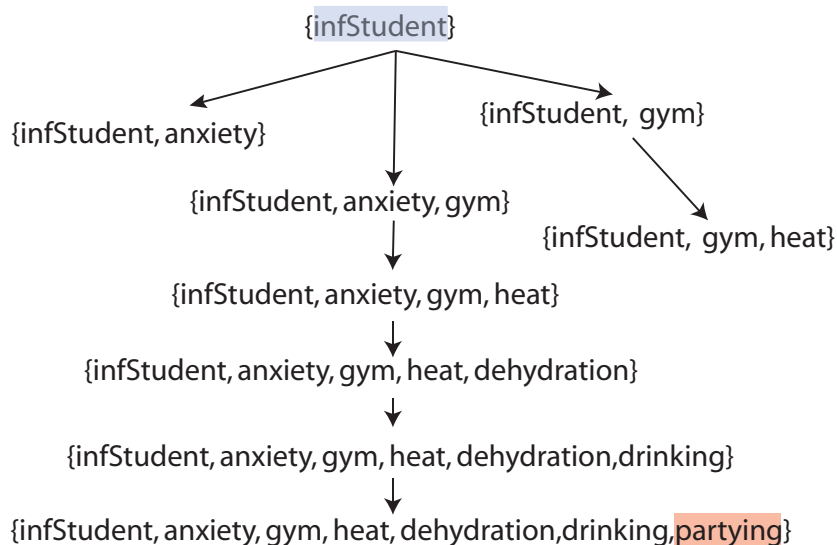 {infStudent}
{infStudent, gym}
{infStudent, anxiety}
{infStudent, anxiety, gym}
{infStudent, gym, heat}
{infStudent, anxiety, gym, heat}
{infStudent, anxiety, gym, heat, dehydration}
{infStudent, anxiety, gym, heat, dehydration,drinking}
{infStudent, anxiety, gym, heat, dehydration,drinking,partying}